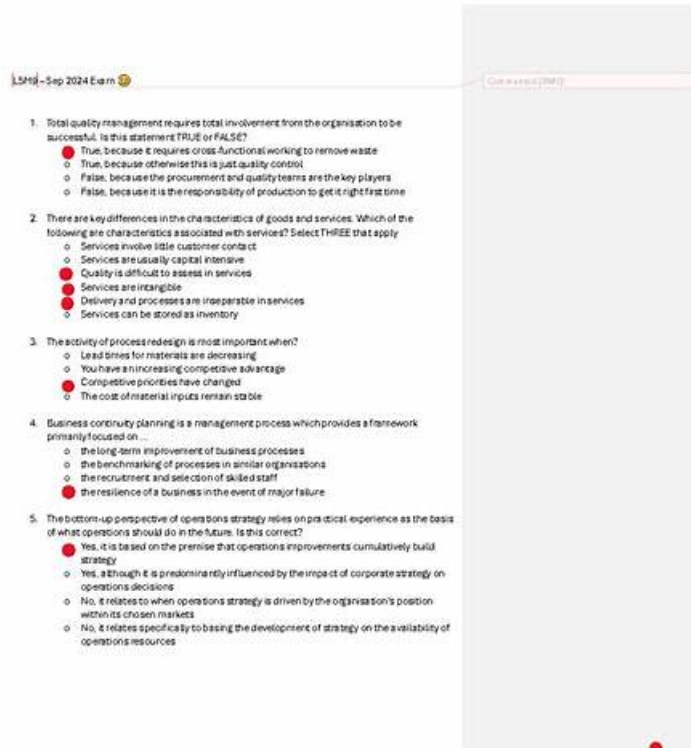 L5M9 – Sep 2024 Exam
1. Total quality management requires total involvement from the organisation to be
successful. Is this statement TRUE or FALSE?
True, because it requires cross-functional working to remove waste
o True, because otherwise this is just quality control
o False, because the procurement and quality teams are the key players
o False, because it is the responsibility of production to get it right first time
2. There are key differences in the characteristics of goods and services. Which of the
following are characteristics associated with services? Select THREE that apply
o Services involve little customer contact
o Services are usually capital intensive
Quality is difficult to assess in services
Services are intangible
Delivery and processes are inseparable in services
o Services can be stored as inventory
3. The activity of process redesign is most important when?
o Lead times for materials are decreasing
o You have an increasing competitive advantage
Competitive priorities have changed
o The cost of material inputs remain stable
4. Business continuity planning is a management process which provides a framework
primarily focused on ...
o the long-term improvement of business processes
o the benchmarking of processes in similar organisations
o the recruitment and selection of skilled staff
the resilience of a business in the event of major failure
5. The bottom-up perspective of operations strategy relies on practical experience as the basis
of what operations should do in the future. Is this correct?
Yes, it is based on the premise that operations improvements cumulatively build
strategy
o Yes, although it is predominantly influenced by the impact of corporate strategy on
operations decisions
o No, it relates to when operations strategy is driven by the organisation's position
within its chosen markets
o No, it relates specifically to basing the development of strategy on the availability of
operations resources